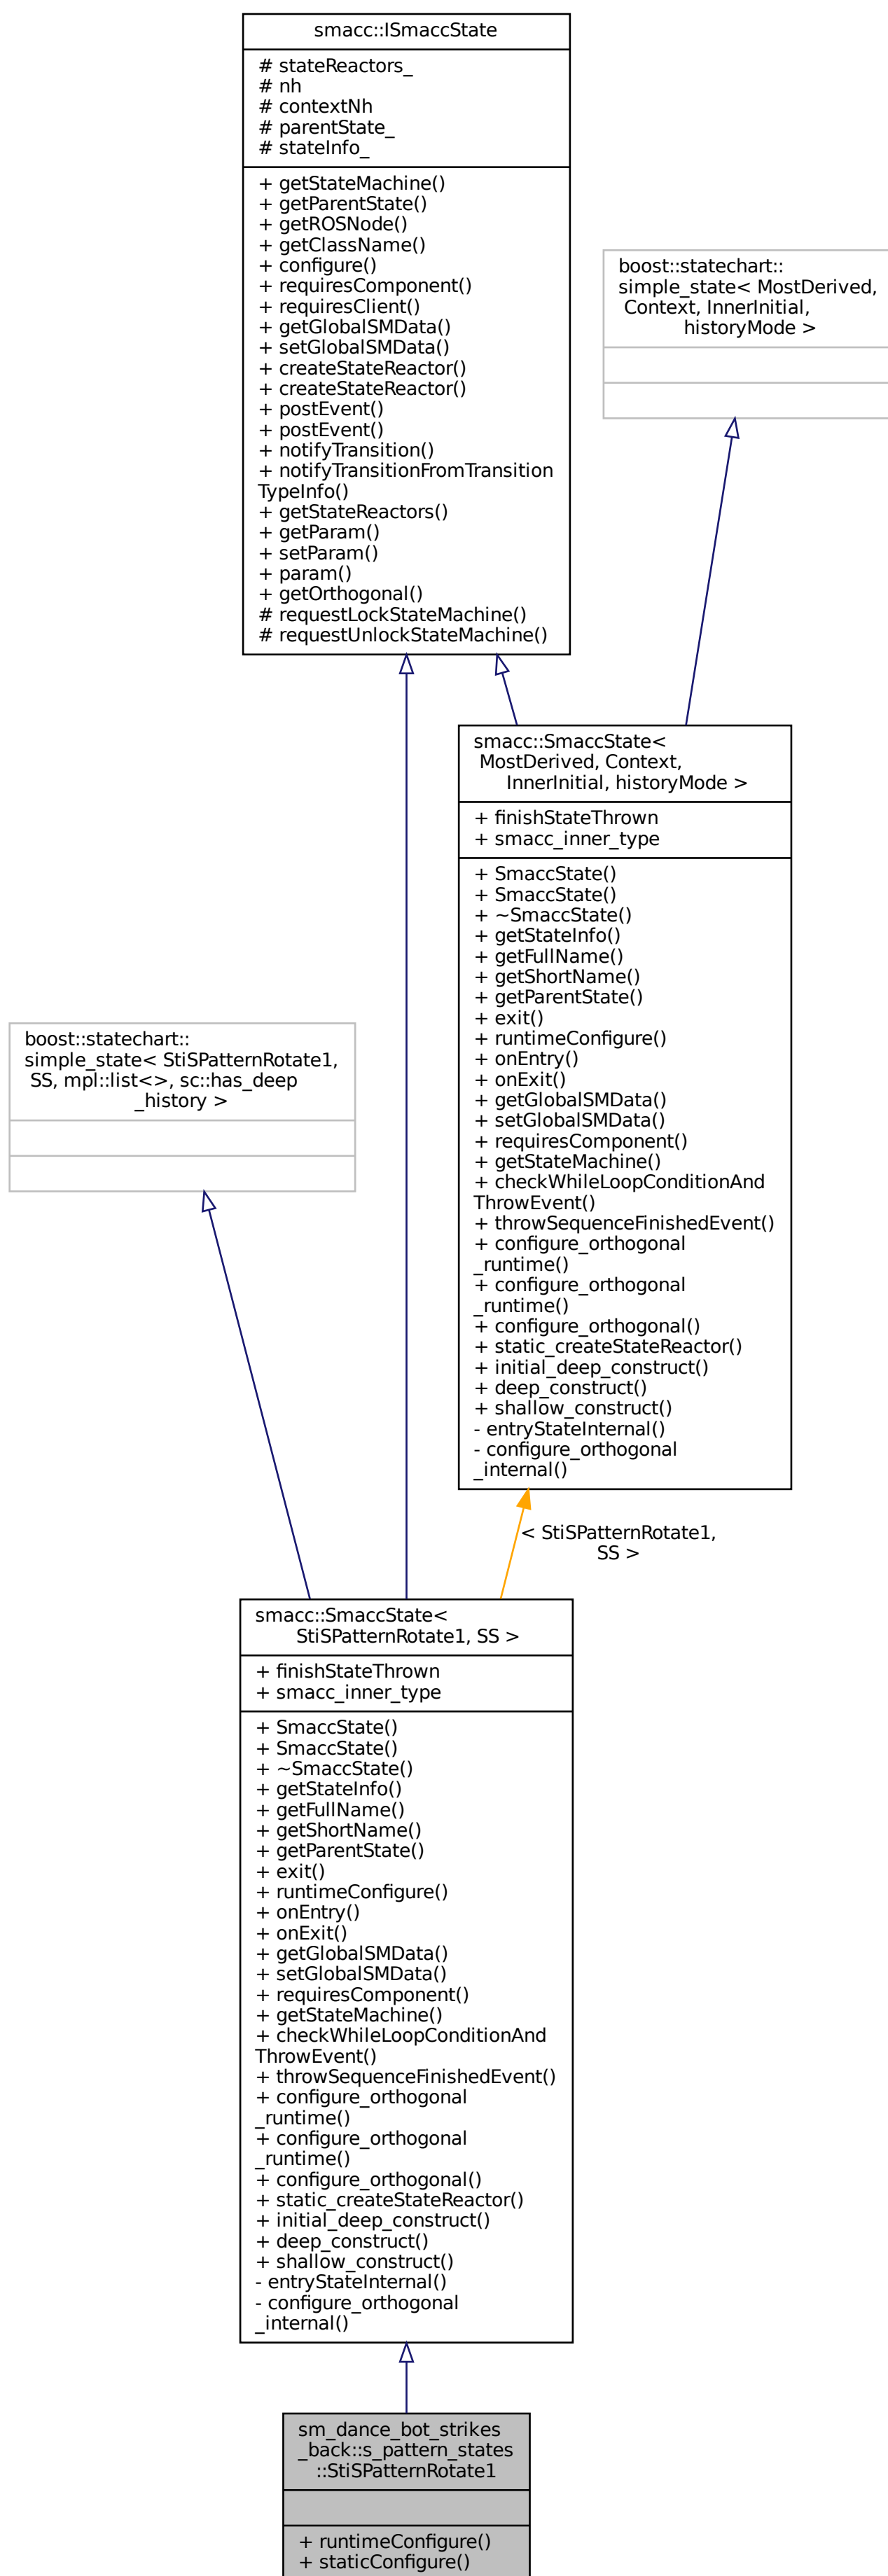 smacc::ISmaccState
# stateReactors_
# nh
# contextNh
# parentState_
# stateInfo_
+ getStateMachine()
+ getParentState()
+ getROSNode()
+ getClassName()
+ configure()
+ requiresComponent()
+ requiresClient()
+ getGlobalSMData()
+ setGlobalSMData()
+ createStateReactor()
+ createStateReactor()
+ postEvent()
+ postEvent()
+ notifyTransition()
+ notifyTransitionFromTransition
TypeInfo()
+ getStateReactors()
+ getParam()
+ setParam()
+ param()
+ getOrthogonal()
# requestLockStateMachine()
# requestUnlockStateMachine()
boost::statechart::
simple_state< MostDerived,
Context, InnerInitial,
historyMode >
smacc::SmaccState<
MostDerived, Context,
InnerInitial, historyMode >
+ finishStateThrown
+ smacc_inner_type
+ SmaccState()
+ SmaccState()
+ ~SmaccState()
+ getStateInfo()
+ getFullName()
+ getShortName()
+ getParentState()
+ exit()
+ runtimeConfigure()
+ onEntry()
+ onExit()
+ getGlobalSMData()
+ setGlobalSMData()
+ requiresComponent()
+ getStateMachine()
+ checkWhileLoopConditionAnd
ThrowEvent()
+ throwSequenceFinishedEvent()
+ configure_orthogonal
_runtime()
+ configure_orthogonal
_runtime()
+ configure_orthogonal()
+ static_createStateReactor()
+ initial_deep_construct()
+ deep_construct()
+ shallow_construct()
- entryStateInternal()
- configure_orthogonal
_internal()
boost::statechart::
simple_state< StiSPatternRotate1,
SS, mpl::list<>, sc::has_deep
_history >
< StiSPatternRotate1,
SS >
smacc::SmaccState<
StiSPatternRotate1, SS >
+ finishStateThrown
+ smacc_inner_type
+ SmaccState()
+ SmaccState()
+ ~SmaccState()
+ getStateInfo()
+ getFullName()
+ getShortName()
+ getParentState()
+ exit()
+ runtimeConfigure()
+ onEntry()
+ onExit()
+ getGlobalSMData()
+ setGlobalSMData()
+ requiresComponent()
+ getStateMachine()
+ checkWhileLoopConditionAnd
ThrowEvent()
+ throwSequenceFinishedEvent()
+ configure_orthogonal
_runtime()
+ configure_orthogonal
_runtime()
+ configure_orthogonal()
+ static_createStateReactor()
+ initial_deep_construct()
+ deep_construct()
+ shallow_construct()
- entryStateInternal()
- configure_orthogonal
_internal()
sm_dance_bot_strikes
_back::s_pattern_states
::StiSPatternRotate1
+ runtimeConfigure()
+ staticConfigure()